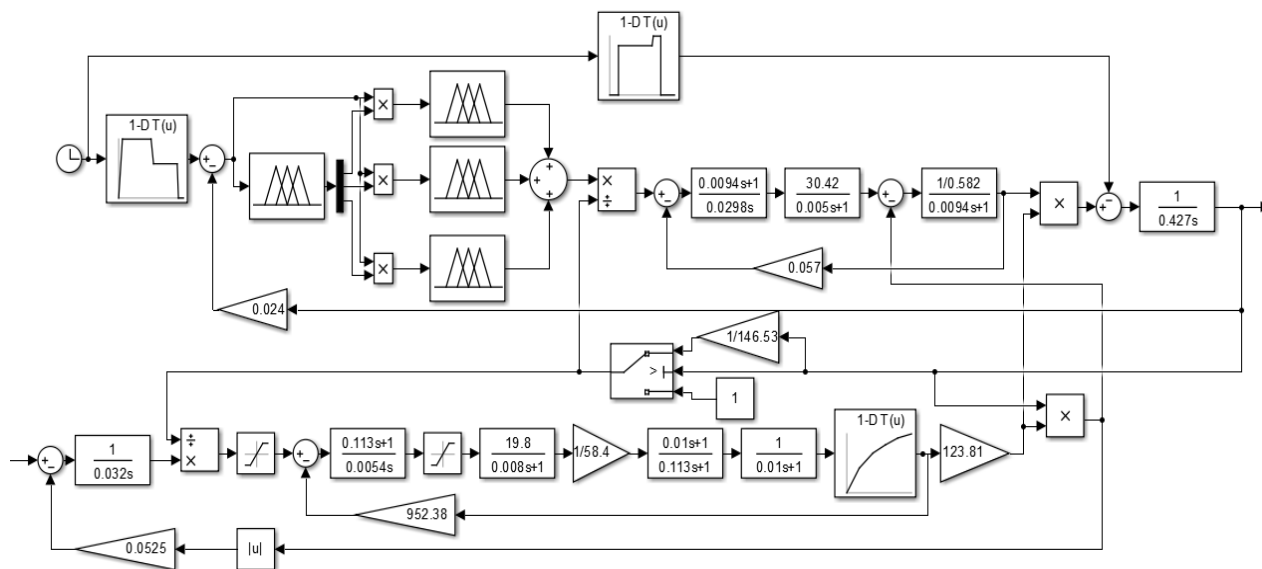 1-DT(u)
1-DT(u)
×
×
×
+
+
+
+
−
×
÷
+
−
0.0094s+1
0.0298s
30.42
0.005s+1
+
−
1/0.582
0.0094s+1
×
−
+
1
0.427s
0.057
0.024
1/146.53
>
1
×
+
−
1
0.032s
÷
×
+
−
0.113s+1
0.0054s
19.8
0.008s+1
1/58.4
0.01s+1
0.113s+1
1
0.01s+1
1-DT(u)
123.81
952.38
0.0525
|u|